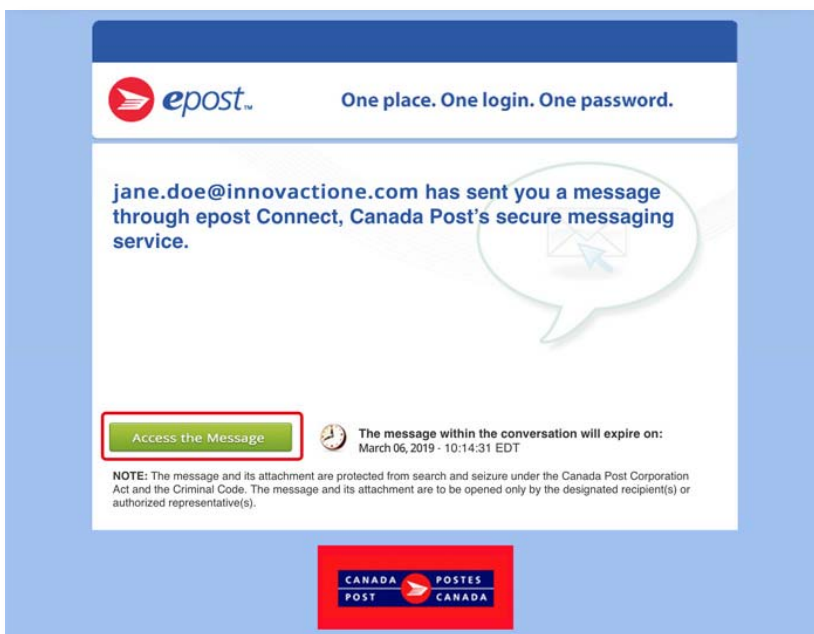 epost™
One place. One login. One password.
jane.doe@innovactione.com has sent you a message
through epost Connect, Canada Post's secure messaging
service.
Access the Message
The message within the conversation will expire on:
March 06, 2019 - 10:14:31 EDT
NOTE: The message and its attachment are protected from search and seizure under the Canada Post Corporation
Act and the Criminal Code. The message and its attachment are to be opened only by the designated recipient(s) or
authorized representative(s).
CANADA POSTES
POST CANADA